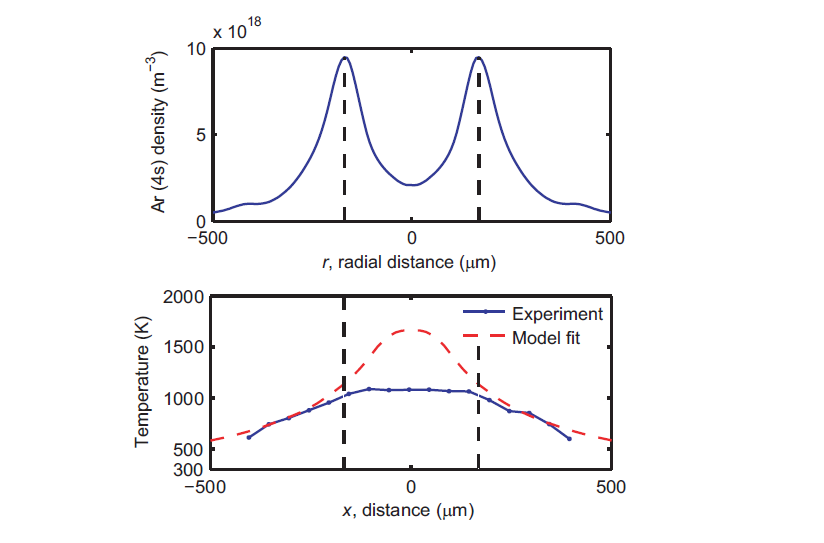 x 10^18
10
5
0
Ar (4s) density (m^−3)
−500 0 500
r, radial distance (μm)
2000
1500
1000
500
300
Temperature (K)
Experiment
Model fit
−500 0 500
x, distance (μm)